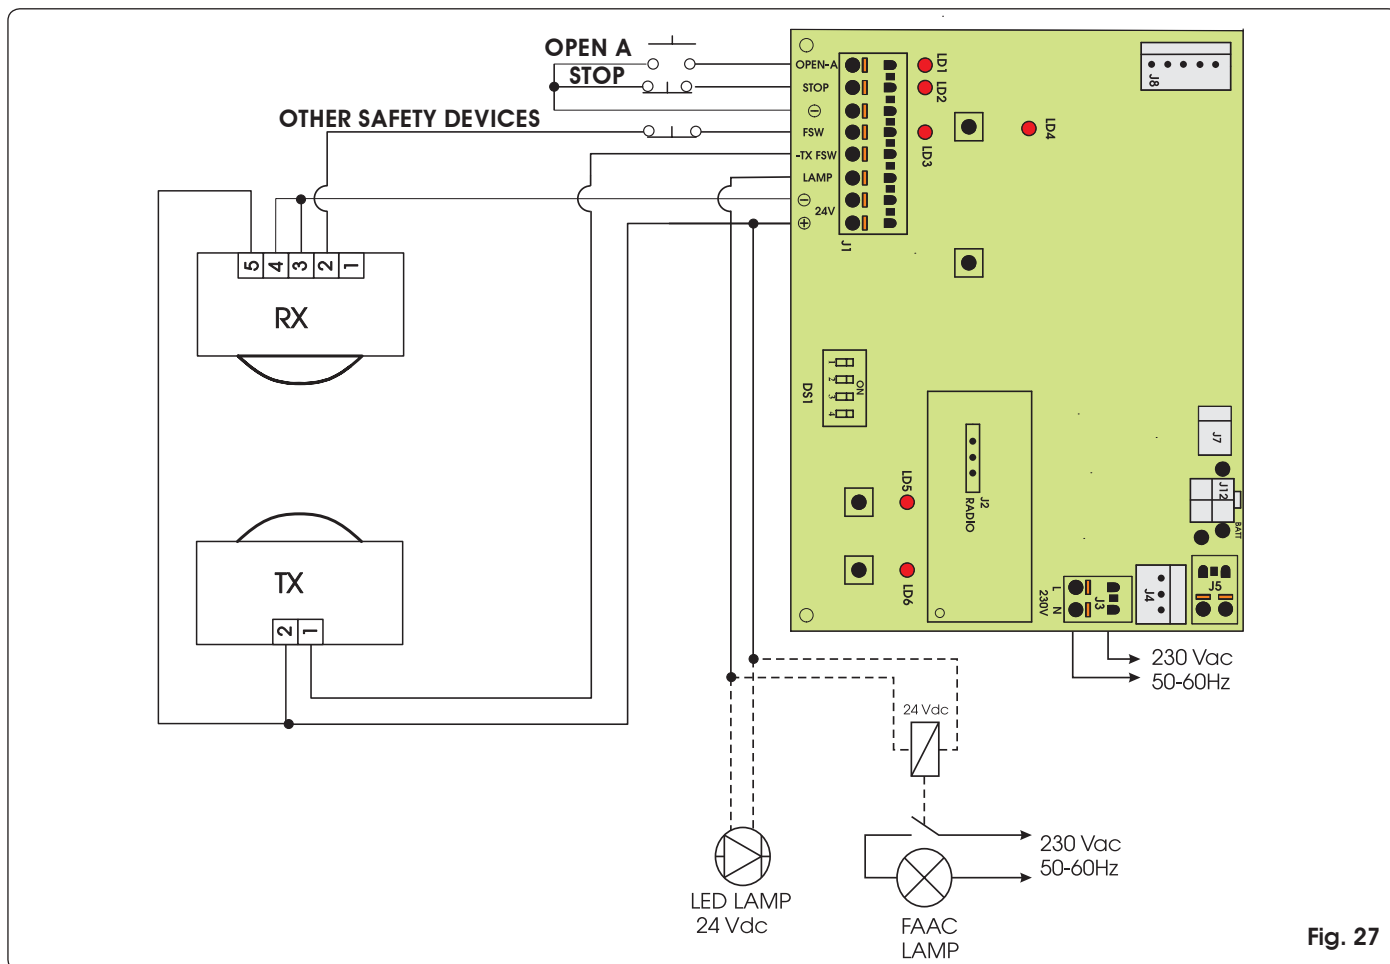 OPEN A
STOP
OTHER SAFETY DEVICES
OPEN-A
STOP
⊖
FSW
-TX FSW
LAMP
⊖
24V
⊕
J1
LD1
LD2
LD3
LD4
J8
5 4 3 2 1
RX
TX
2 1
DS1
1
2
3
4
ON
LD5
LD6
J2
RADIO
J7
J12
BATT
L
N
230V
J3
J4
J5
230 Vac
50-60Hz
24 Vdc
230 Vac
50-60Hz
LED LAMP
24 Vdc
FAAC
LAMP
Fig. 27